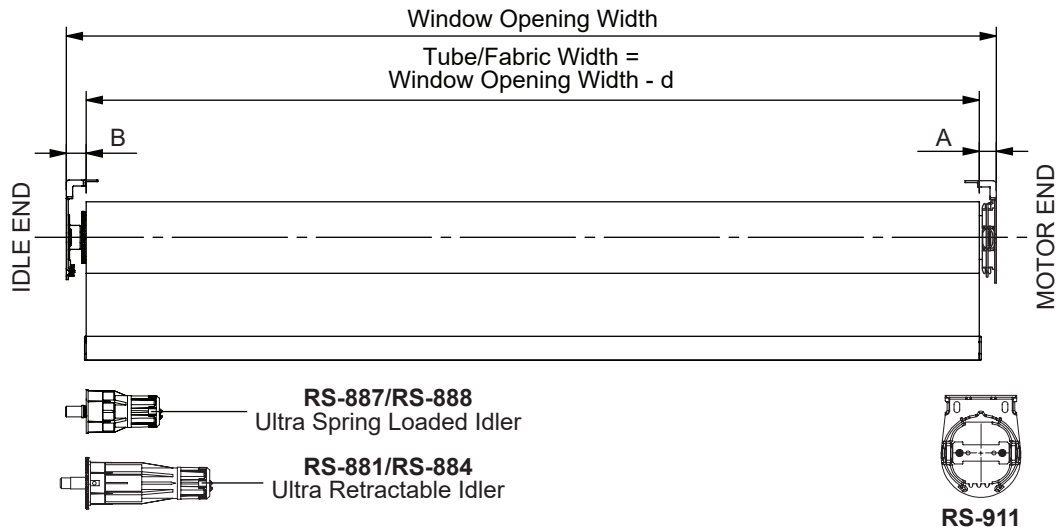 Window Opening Width
Tube/Fabric Width =
Window Opening Width - d
B
A
IDLE END
MOTOR END
RS-887/RS-888
Ultra Spring Loaded Idler
RS-881/RS-884
Ultra Retractable Idler
RS-911